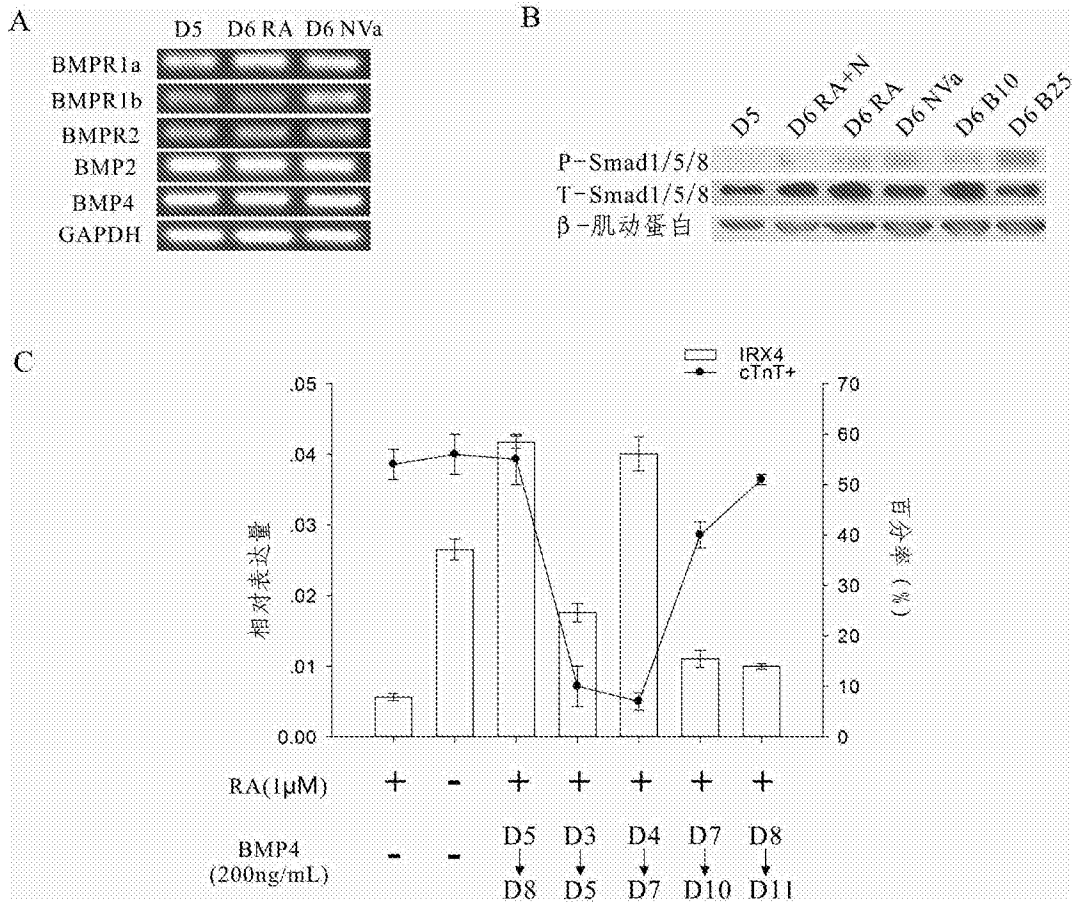 A
D5 D6 RA D6 NVa
BMPR1a
BMPR1b
BMPR2
BMP2
BMP4
GAPDH
B
D5 D6 RA+N D6 RA D6 NVa D6 B10 D6 B25
P-Smad1/5/8
T-Smad1/5/8
β-肌动蛋白
C
IRX4
cTnT+
.05
.04
.03
.02
.01
0.00
相对表达量
70
60
50
40
30
20
10
0
百分率(%)
RA(1μM) + - + + + + +
BMP4 (200ng/mL) - - D5 D3 D4 D7 D8
D8 D5 D7 D10 D11